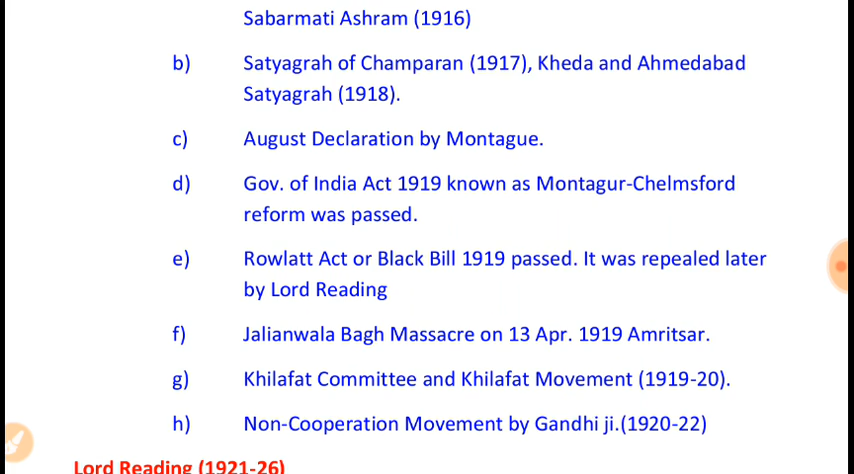 Sabarmati Ashram (1916)
b) Satyagrah of Champaran (1917), Kheda and Ahmedabad
Satyagrah (1918).
c) August Declaration by Montague.
d) Gov. of India Act 1919 known as Montagur-Chelmsford
reform was passed.
e) Rowlatt Act or Black Bill 1919 passed. It was repealed later
by Lord Reading
f) Jalianwala Bagh Massacre on 13 Apr. 1919 Amritsar.
g) Khilafat Committee and Khilafat Movement (1919-20).
h) Non-Cooperation Movement by Gandhi ji.(1920-22)
Lord Reading (1921-26)